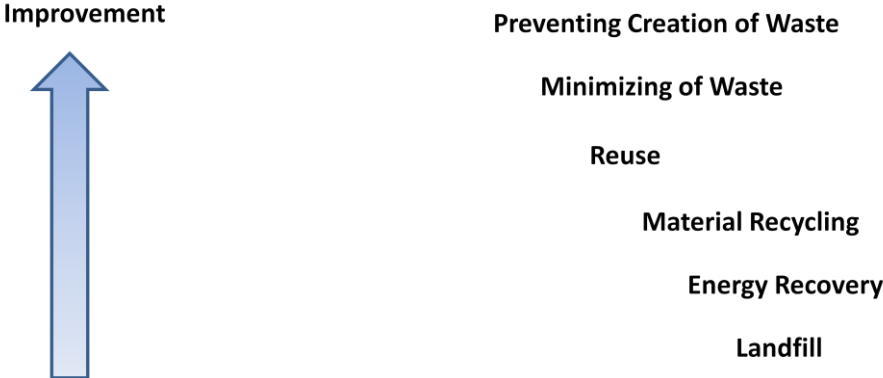 Improvement
Preventing Creation of Waste
Minimizing of Waste
Reuse
Material Recycling
Energy Recovery
Landfill